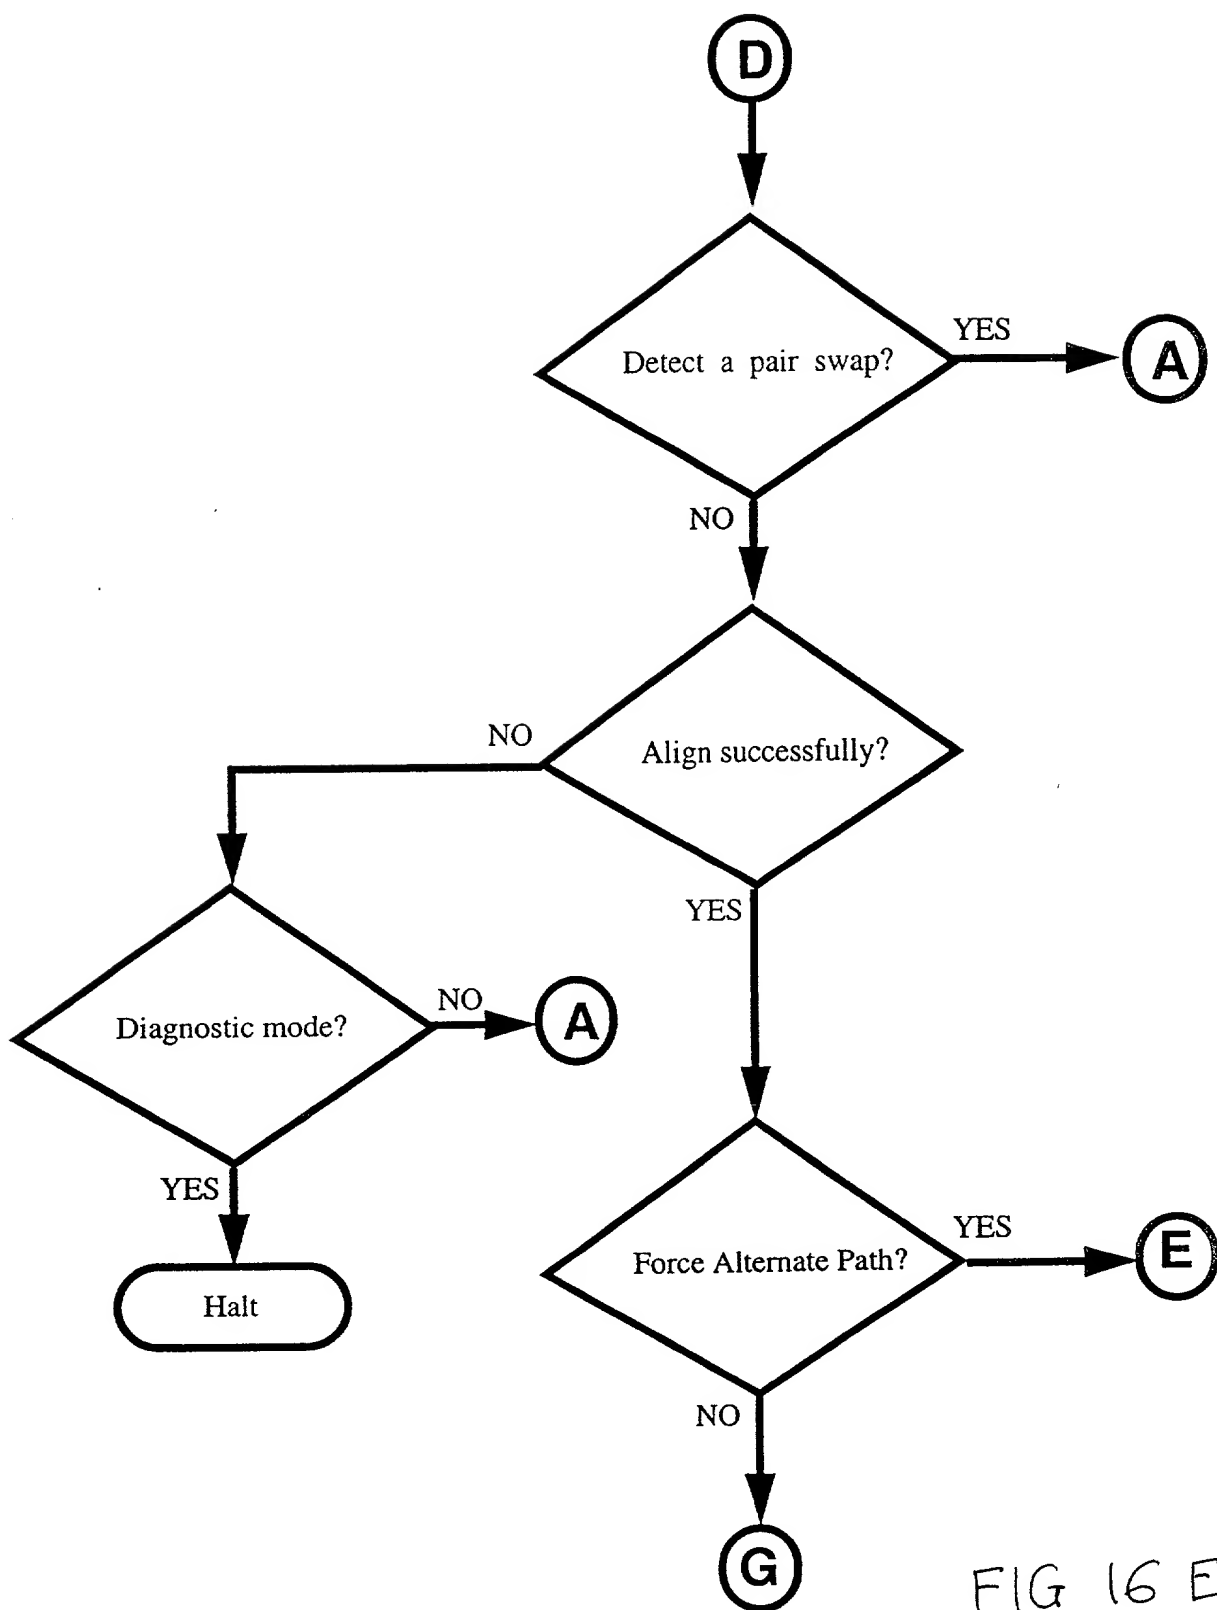 D
Detect a pair swap?
YES
A
NO
Align successfully?
NO
YES
Diagnostic mode?
NO
A
YES
Halt
Force Alternate Path?
YES
E
NO
G
FIG 16 E